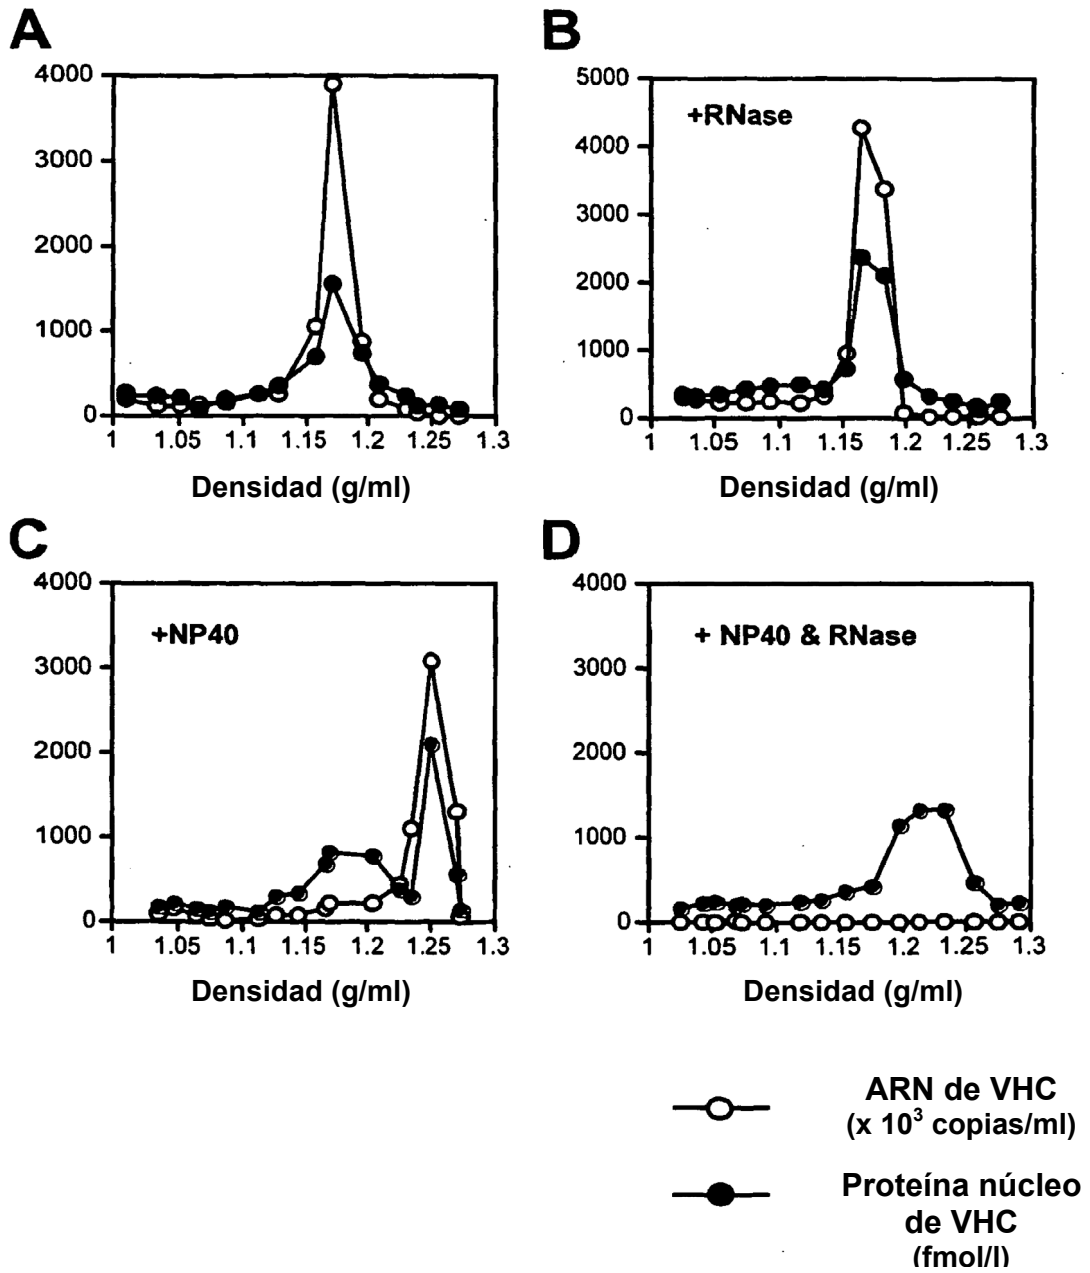 A
4000
3000
2000
1000
0
1 1.05 1.1 1.15 1.2 1.25 1.3
Densidad (g/ml)
B
5000
+RNase
4000
3000
2000
1000
0
1 1.05 1.1 1.15 1.2 1.25 1.3
Densidad (g/ml)
C
4000
+NP40
3000
2000
1000
0
1 1.05 1.1 1.15 1.2 1.25 1.3
Densidad (g/ml)
D
4000
+ NP40 & RNase
3000
2000
1000
0
1 1.05 1.1 1.15 1.2 1.25 1.3
Densidad (g/ml)
ARN de VHC
(x 10³ copias/ml)
Proteína núcleo
de VHC
(fmol/l)